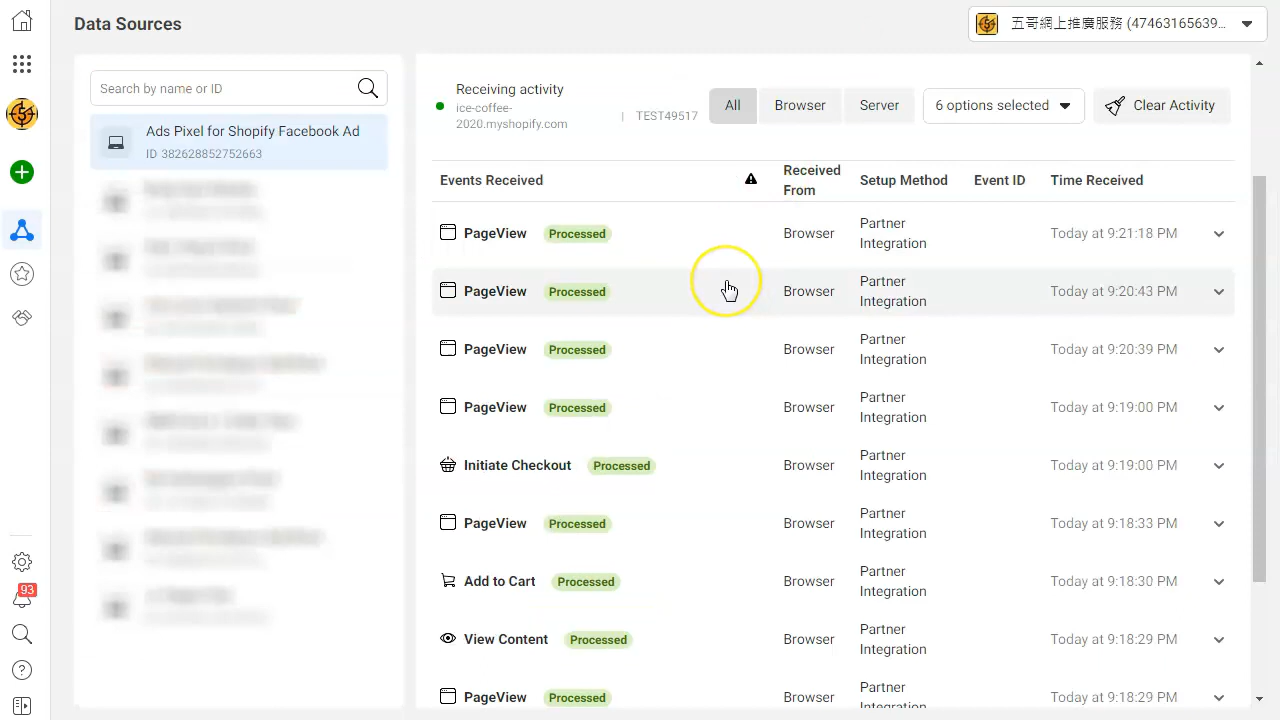 Data Sources
五哥網上推廣服務 (47463165639...
Search by name or ID
Ads Pixel for Shopify Facebook Ad
ID 382628852752663
93
Receiving activity
ice-coffee-
2020.myshopify.com
| TEST49517
All
Browser
Server
6 options selected
Clear Activity
Events Received
Received
From
Setup Method
Event ID
Time Received
PageView Processed Browser Partner Today at 9:21:18 PM
Integration
PageView Processed Browser Partner Today at 9:20:43 PM
Integration
PageView Processed Browser Partner Today at 9:20:39 PM
Integration
PageView Processed Browser Partner Today at 9:19:00 PM
Integration
Initiate Checkout Processed Browser Partner Today at 9:19:00 PM
Integration
PageView Processed Browser Partner Today at 9:18:33 PM
Integration
Add to Cart Processed Browser Partner Today at 9:18:30 PM
Integration
View Content Processed Browser Partner Today at 9:18:29 PM
Integration
PageView Processed Browser Partner Today at 9:18:29 PM
Integration